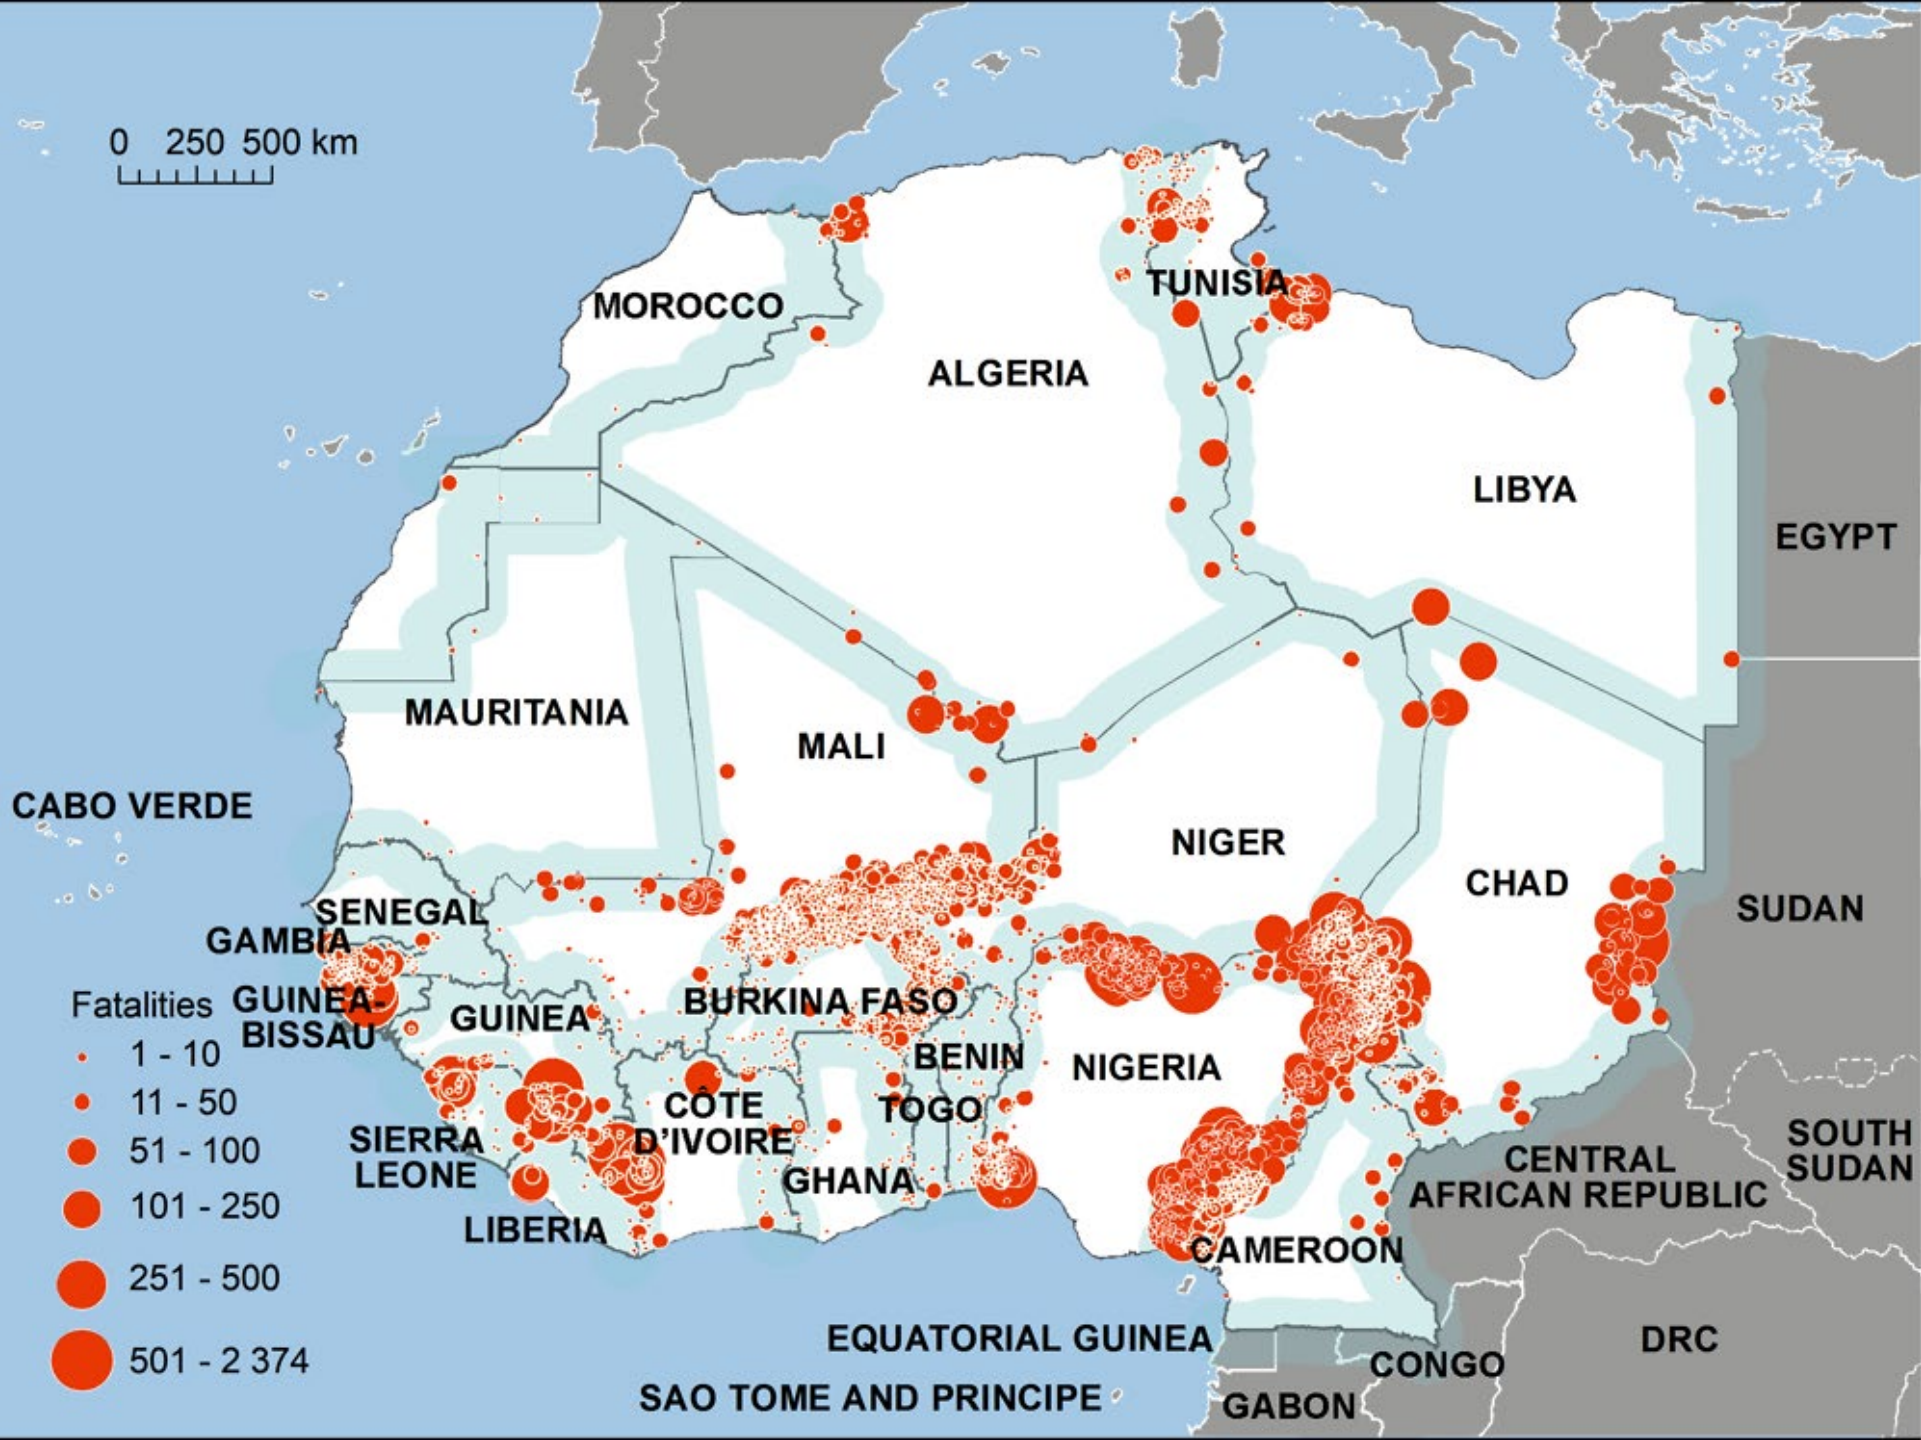 0 250 500 km
MOROCCO
TUNISIA
ALGERIA
LIBYA
EGYPT
MAURITANIA
MALI
CABO VERDE
NIGER
CHAD
SUDAN
SENEGAL
GAMBIA
GUINEA-
BISSAU
GUINEA
BURKINA FASO
BENIN
NIGERIA
CÔTE
D'IVOIRE
TOGO
SIERRA
LEONE
GHANA
LIBERIA
CENTRAL
AFRICAN REPUBLIC
SOUTH
SUDAN
CAMEROON
EQUATORIAL GUINEA
CONGO
DRC
SAO TOME AND PRINCIPE
GABON
Fatalities
1 - 10
11 - 50
51 - 100
101 - 250
251 - 500
501 - 2 374